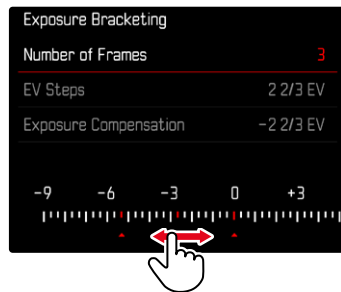 Exposure Bracketing
Number of Frames 3
EV Steps 2 2/3 EV
Exposure Compensation -2 2/3 EV
-9 -6 -3 0 +3